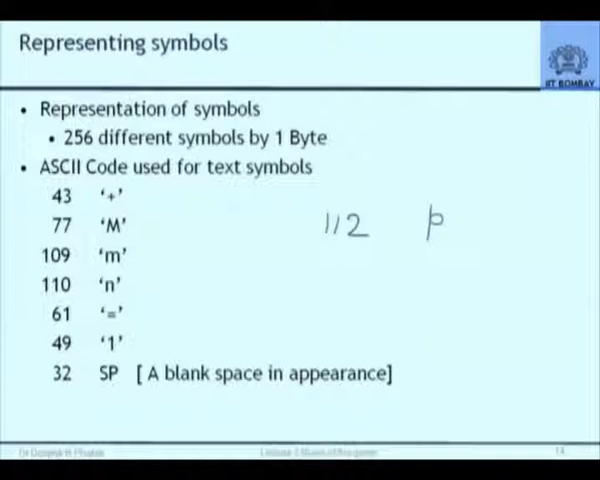 Representing symbols
IIT BOMBAY
• Representation of symbols
• 256 different symbols by 1 Byte
• ASCII Code used for text symbols
43 '+'
77 'M'
109 'm'
110 'n'
61 '='
49 '1'
32 SP [ A blank space in appearance]
112 p
14